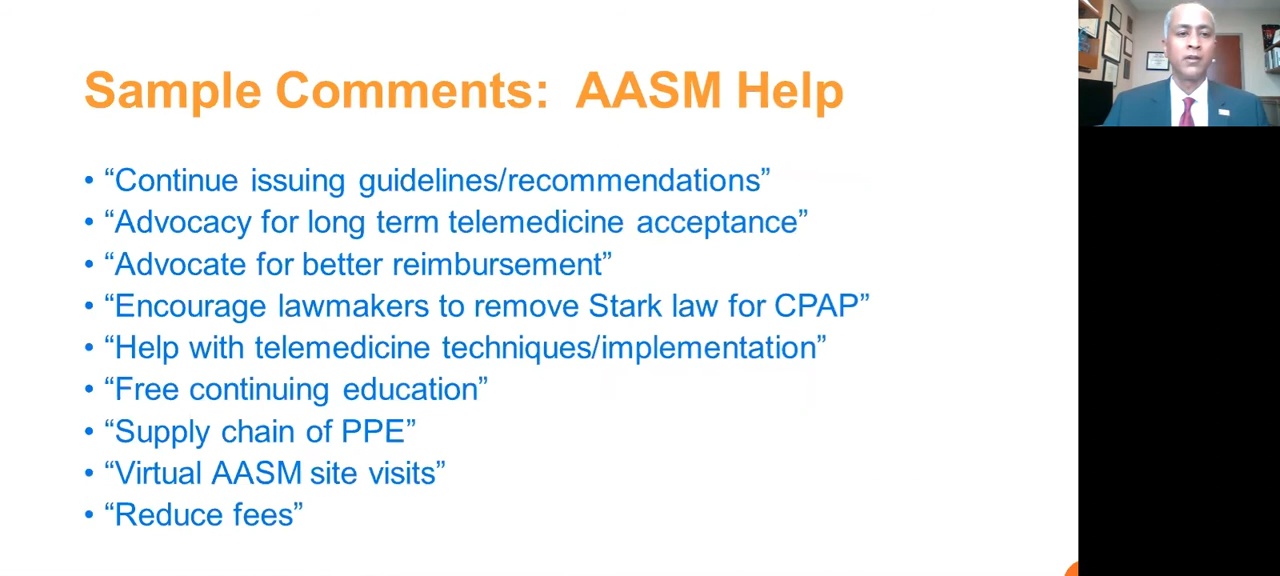 Sample Comments: AASM Help
• “Continue issuing guidelines/recommendations”
• “Advocacy for long term telemedicine acceptance”
• “Advocate for better reimbursement”
• “Encourage lawmakers to remove Stark law for CPAP”
• “Help with telemedicine techniques/implementation”
• “Free continuing education”
• “Supply chain of PPE”
• “Virtual AASM site visits”
• “Reduce fees”